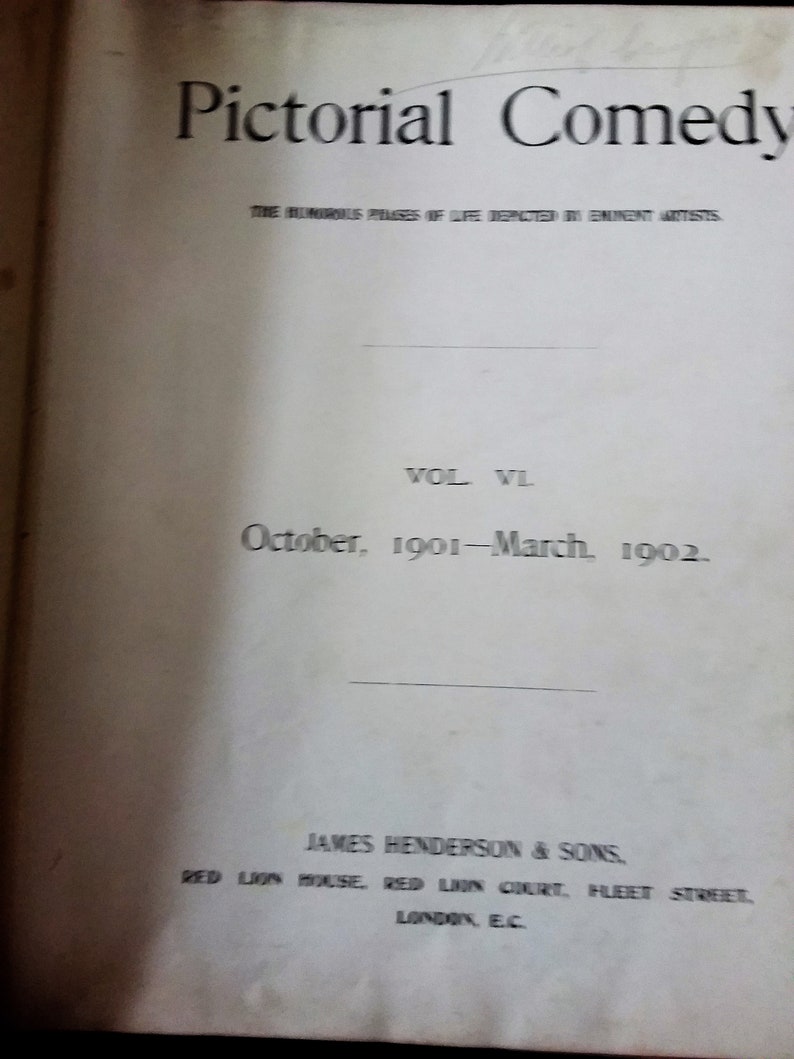 Pictorial Comedy
THE HUMOROUS PHASES OF LIFE DEPICTED BY EMINENT ARTISTS.
VOL. VI.
October, 1901—March, 1902.
JAMES HENDERSON & SONS,
RED LION HOUSE, RED LION COURT, FLEET STREET,
LONDON, E.C.